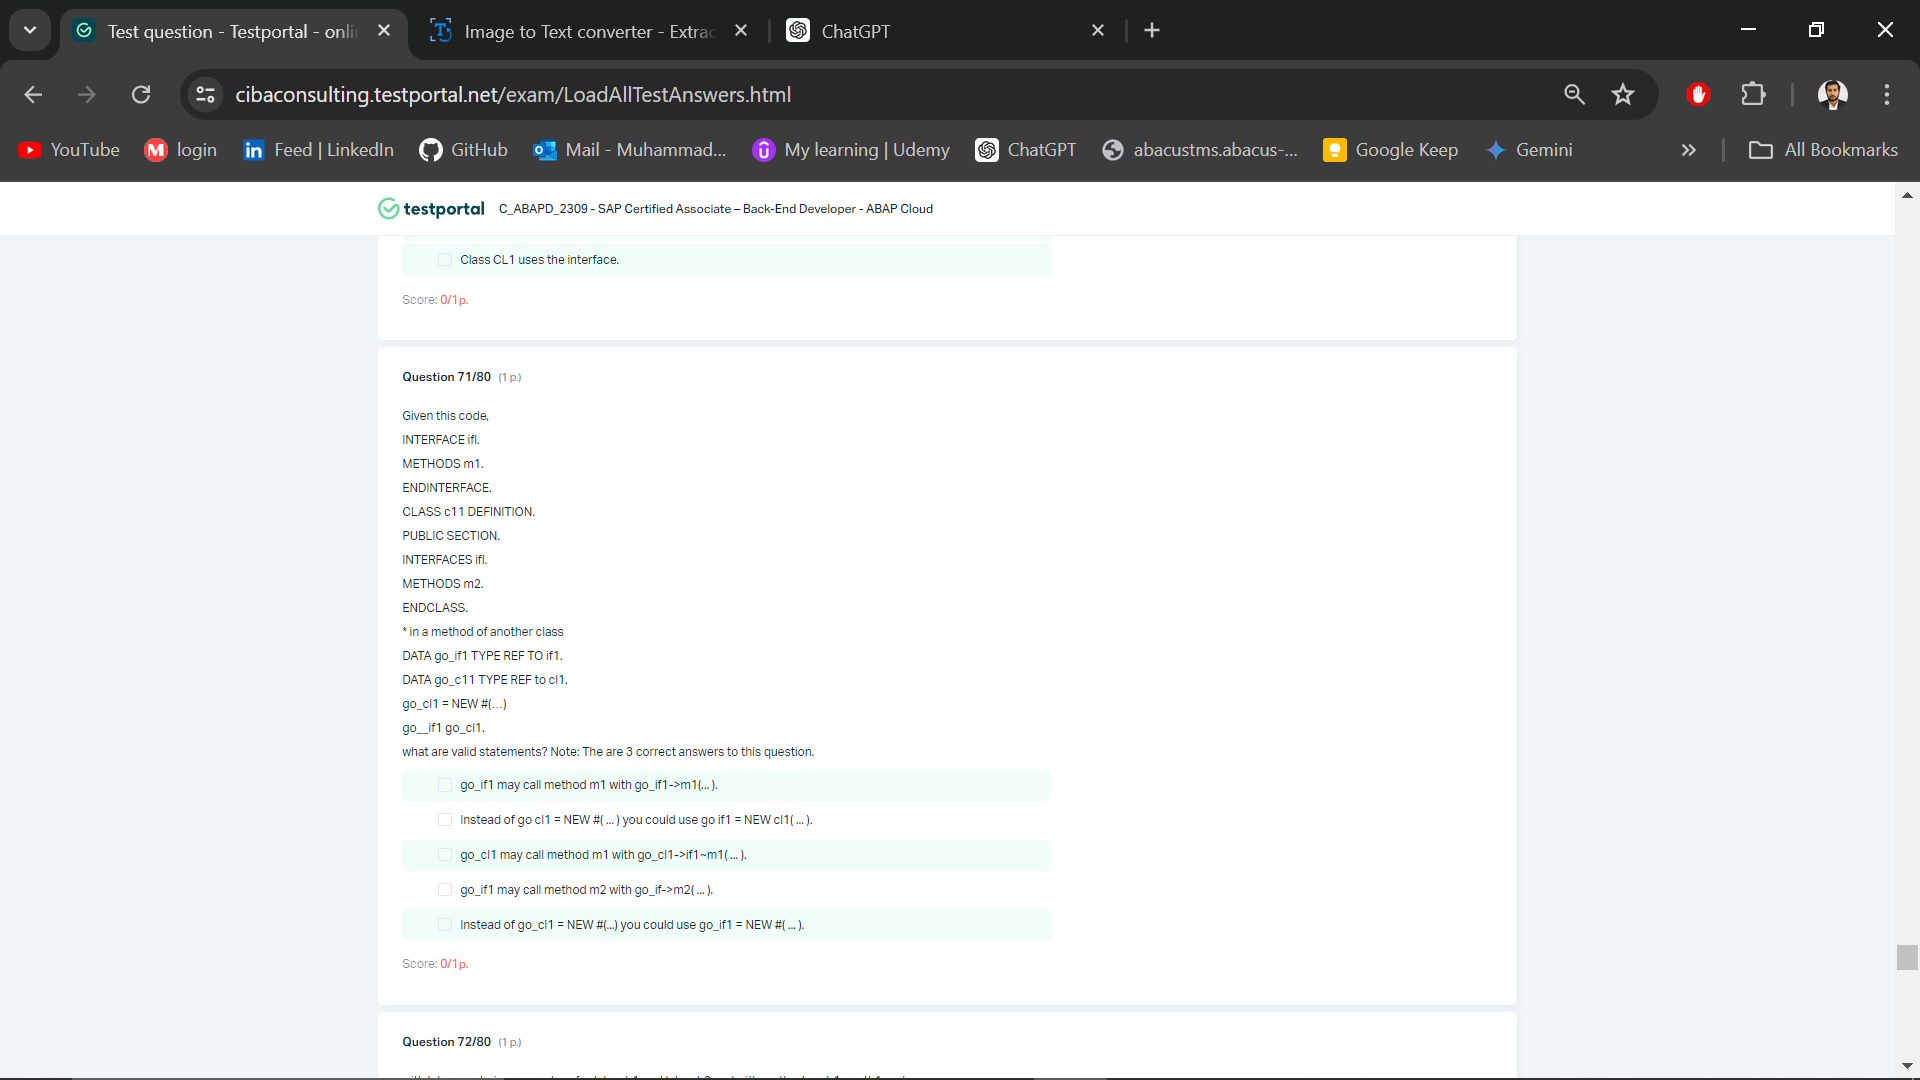 Test question - Testportal - onli
Image to Text converter - Extrac
ChatGPT
cibaconsulting.testportal.net/exam/LoadAllTestAnswers.html
YouTube
login
Feed | LinkedIn
GitHub
Mail - Muhammad...
My learning | Udemy
ChatGPT
abacustms.abacus-...
Google Keep
Gemini
All Bookmarks
testportal C_ABAPD_2309 - SAP Certified Associate – Back-End Developer - ABAP Cloud
Class CL1 uses the interface.
Score: 0/1 p.
Question 71/80 (1 p.)
Given this code,
INTERFACE ifl.
METHODS m1.
ENDINTERFACE.
CLASS c11 DEFINITION.
PUBLIC SECTION.
INTERFACES ifl.
METHODS m2.
ENDCLASS.
* in a method of another class
DATA go_if1 TYPE REF TO if1.
DATA go_c11 TYPE REF to cl1.
go_cl1 = NEW #(...)
go__if1 go_cl1.
what are valid statements? Note: The are 3 correct answers to this question.
go_if1 may call method m1 with go_if1->m1(... ).
Instead of go cl1 = NEW #( ... ) you could use go if1 = NEW cl1( ... ).
go_cl1 may call method m1 with go_cl1->if1~m1( ... ).
go_if1 may call method m2 with go_if->m2( ... ).
Instead of go_cl1 = NEW #(...) you could use go_if1 = NEW #( ... ).
Score: 0/1 p.
Question 72/80 (1 p.)